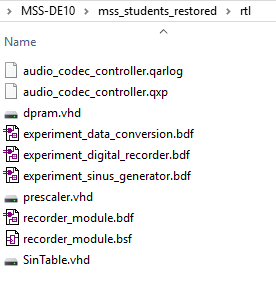 MSS-DE10 > mss_students_restored > rtl
Name
audio_codec_controller.qarlog
audio_codec_controller.qxp
dpram.vhd
experiment_data_conversion.bdf
experiment_digital_recorder.bdf
experiment_sinus_generator.bdf
prescaler.vhd
recorder_module.bdf
recorder_module.bsf
SinTable.vhd